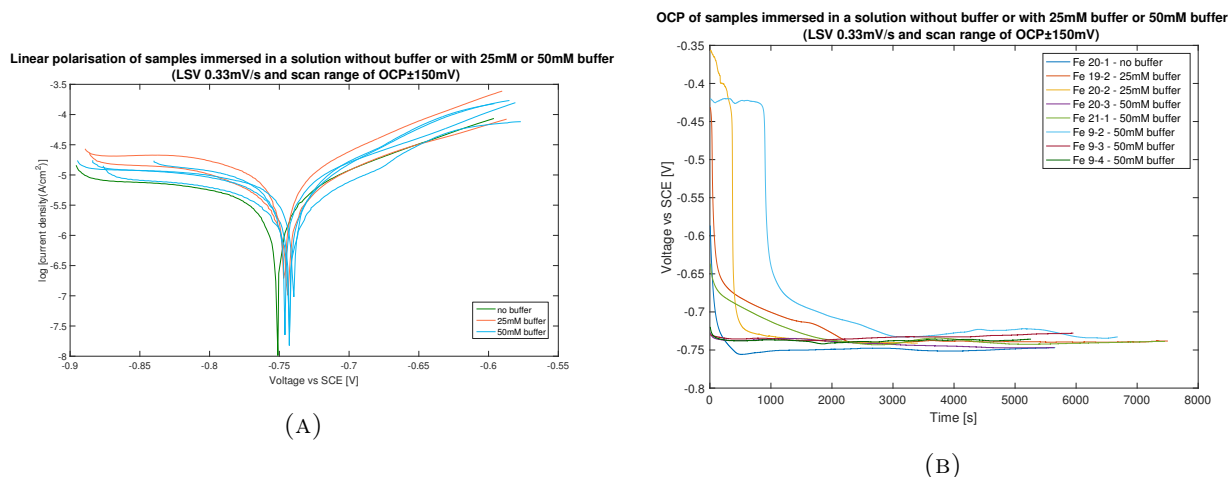 Linear polarisation of samples immersed in a solution without buffer or with 25mM or 50mM buffer
(LSV 0.33mV/s and scan range of OCP±150mV)
-3.5
-4
-4.5
-5
-5.5
-6
-6.5
-7
-7.5
-8
log [current density(A/cm²)]
no buffer
25mM buffer
50mM buffer
-0.9
-0.85
-0.8
-0.75
-0.7
-0.65
-0.6
-0.55
Voltage vs SCE [V]
(A)
OCP of samples immersed in a solution without buffer or with 25mM buffer or 50mM buffer
(LSV 0.33mV/s and scan range of OCP±150mV)
-0.35
-0.4
-0.45
-0.5
-0.55
-0.6
-0.65
-0.7
-0.75
-0.8
Voltage vs SCE [V]
Fe 20-1 - no buffer
Fe 19-2 - 25mM buffer
Fe 20-2 - 25mM buffer
Fe 20-3 - 50mM buffer
Fe 21-1 - 50mM buffer
Fe 9-2 - 50mM buffer
Fe 9-3 - 50mM buffer
Fe 9-4 - 50mM buffer
0
1000
2000
3000
4000
5000
6000
7000
8000
Time [s]
(B)